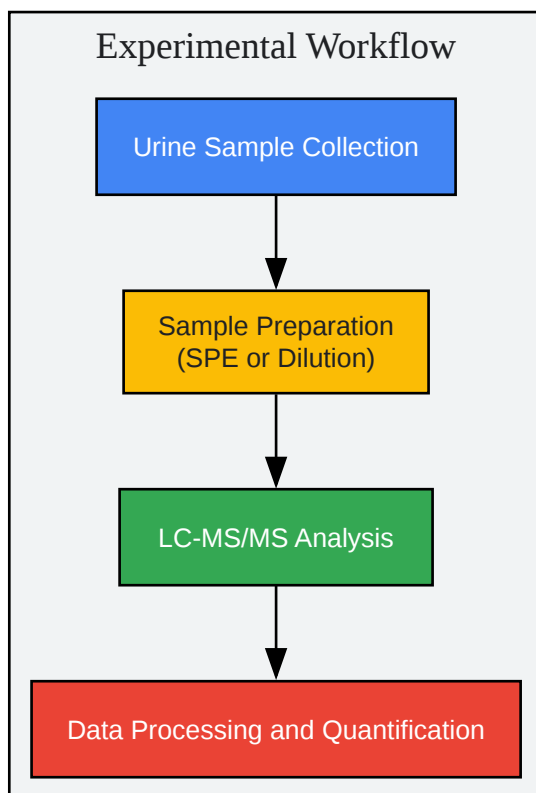 Experimental Workflow
Urine Sample Collection
Sample Preparation
(SPE or Dilution)
LC-MS/MS Analysis
Data Processing and Quantification